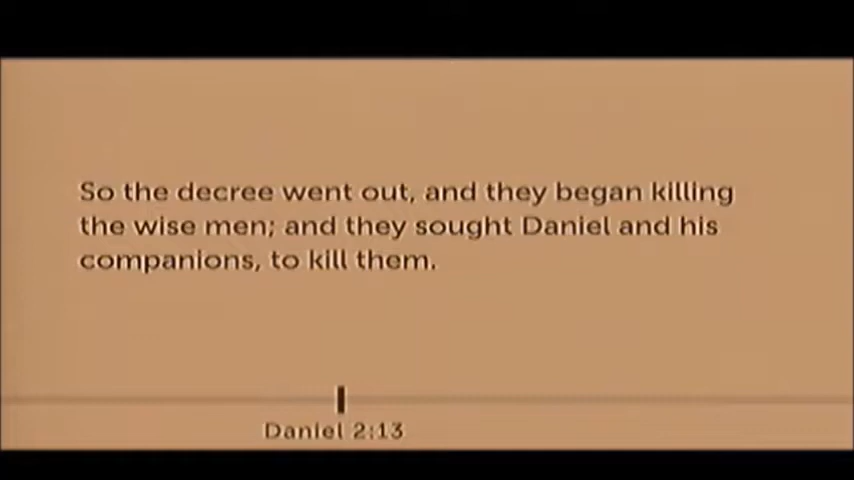 So the decree went out, and they began killing
the wise men; and they sought Daniel and his
companions, to kill them.
Daniel 2:13